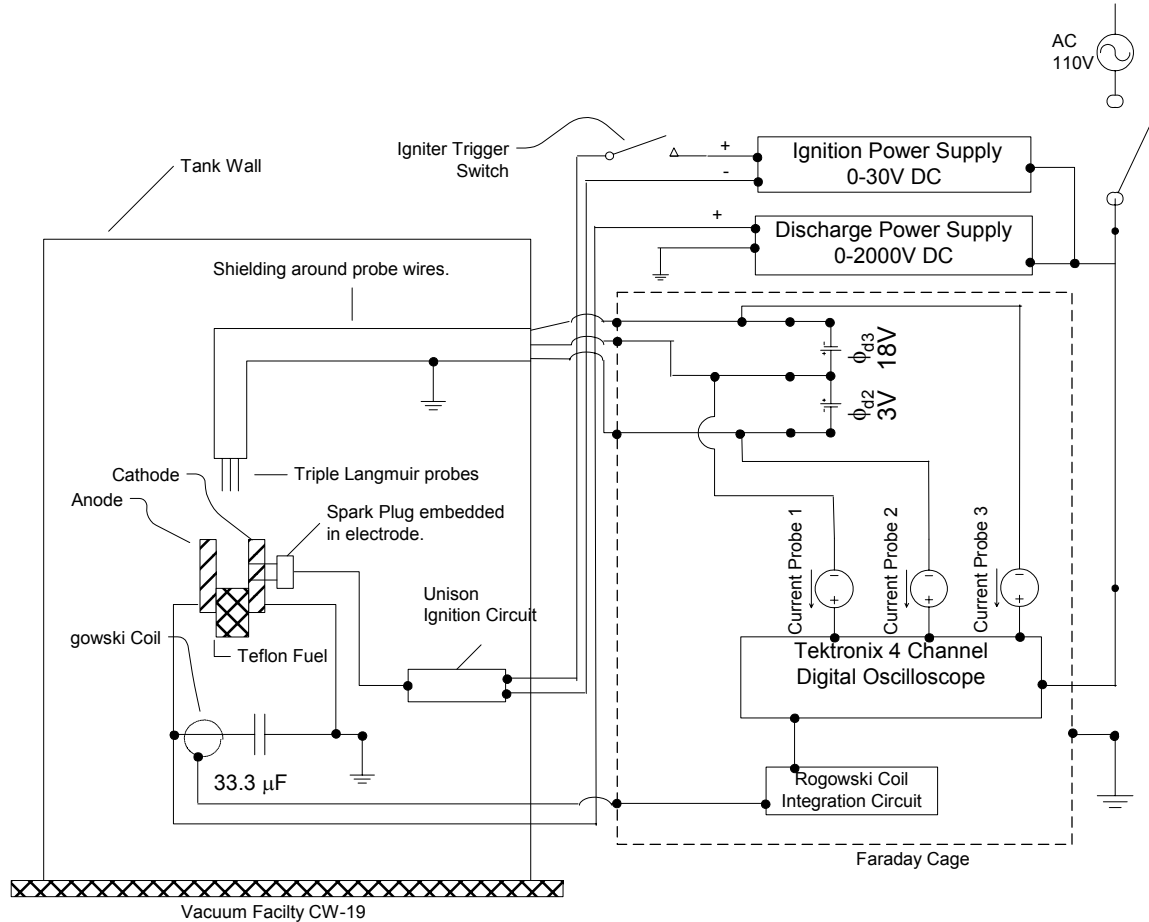 AC
110V
Igniter Trigger
Switch
+
-
Ignition Power Supply
0-30V DC
Tank Wall
+
Discharge Power Supply
0-2000V DC
Shielding around probe wires.
ϕd3
18V
ϕd2
3V
Triple Langmuir probes
Cathode
Anode
Spark Plug embedded
in electrode.
Current Probe 1
Current Probe 2
Current Probe 3
-
+
-
+
-
+
Unison
Ignition Circuit
gowski Coil
Teflon Fuel
Tektronix 4 Channel
Digital Oscilloscope
33.3 μF
Rogowski Coil
Integration Circuit
Faraday Cage
Vacuum Facilty CW-19